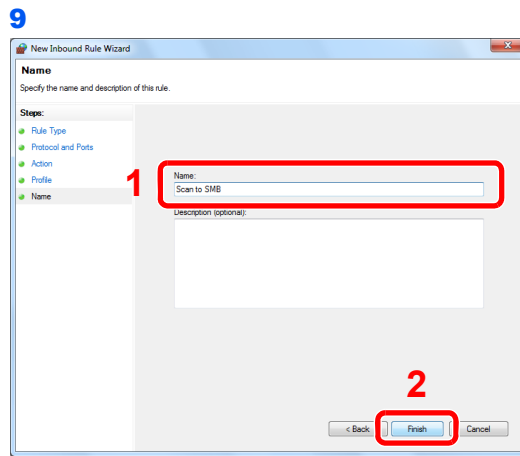 9
New Inbound Rule Wizard
Name
Specify the name and description of this rule.
Steps:
Rule Type
Protocol and Ports
Action
Profile
Name
1
Name:
Scan to SMB
Description (optional):
2
< Back
Finish
Cancel